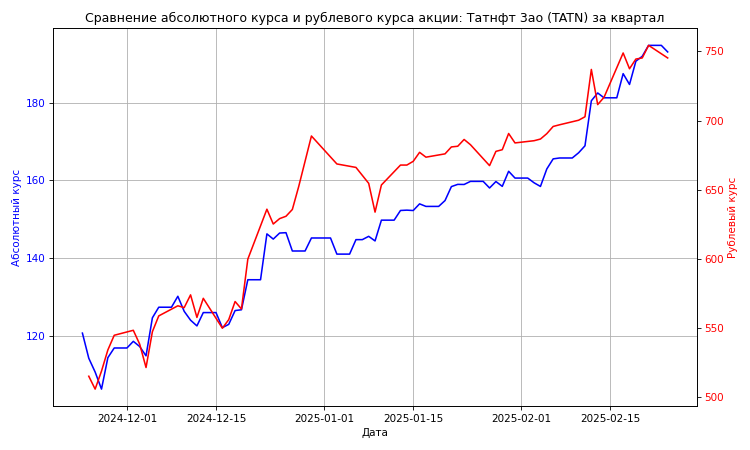 Сравнение абсолютного курса и рублевого курса акции: Татнфт 3ао (TATN) за квартал
Абсолютный курс
180
160
140
120
750
700
650
600
550
500
Рублевый курс
2024-12-01 2024-12-15 2025-01-01 2025-01-15 2025-02-01 2025-02-15
Дата